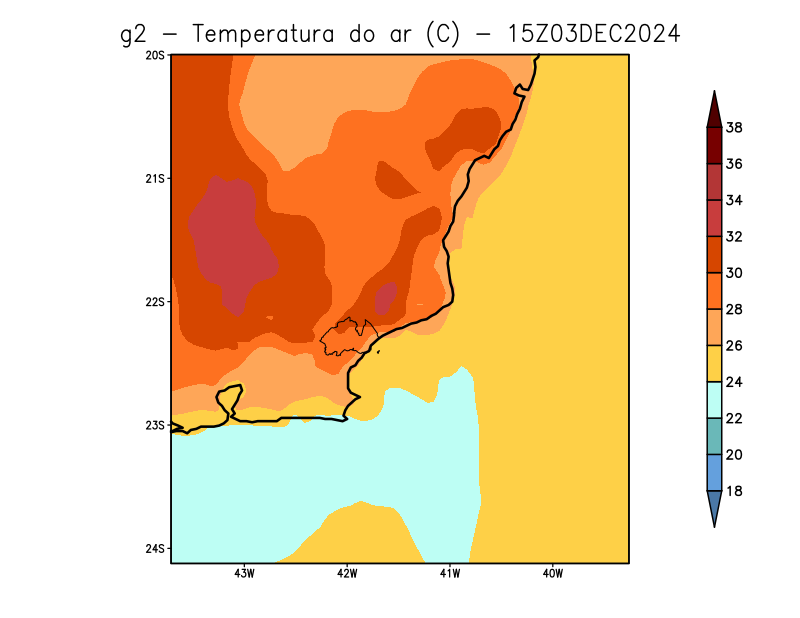 g2 – Temperatura do ar (C) – 15Z03DEC2024
20S
21S
22S
23S
24S
43W
42W
41W
40W
38
36
34
32
30
28
26
24
22
20
18